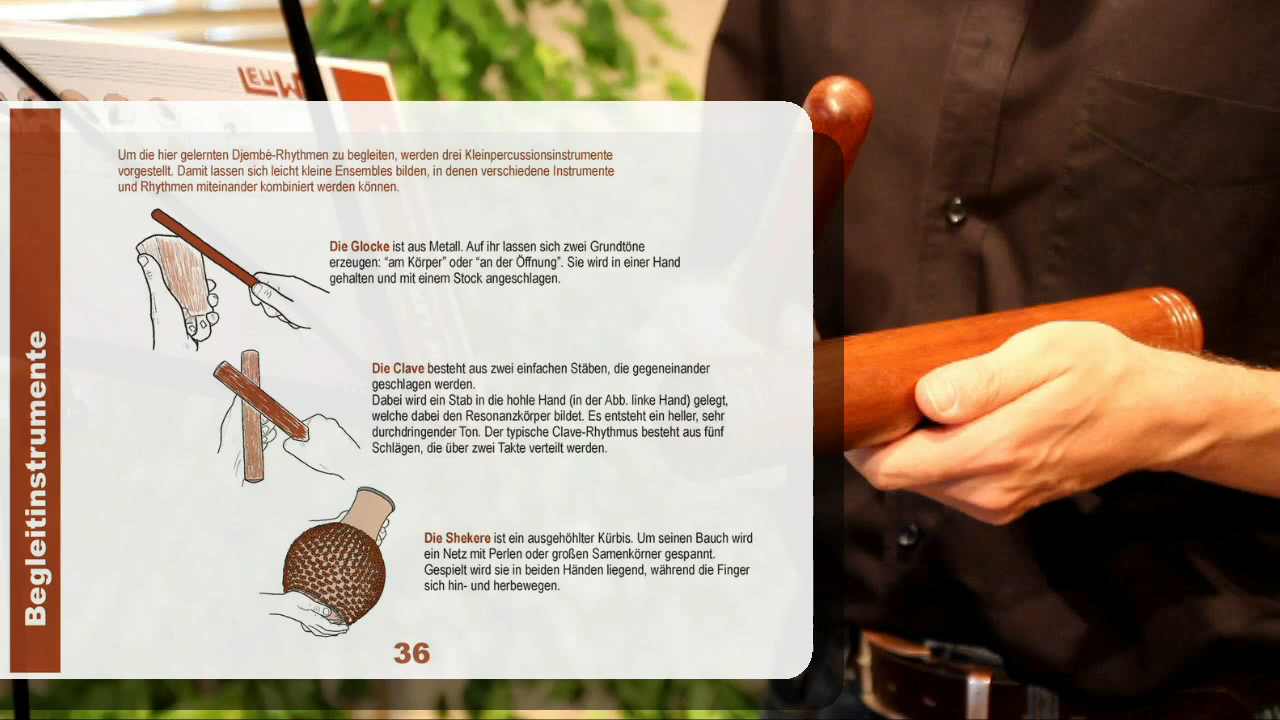 LEUW
Um die hier gelernten Djembé-Rhythmen zu begleiten, werden drei Kleinpercussionsinstrumente
vorgestellt. Damit lassen sich leicht kleine Ensembles bilden, in denen verschiedene Instrumente
und Rhythmen miteinander kombiniert werden können.
Die Glocke ist aus Metall. Auf ihr lassen sich zwei Grundtöne
erzeugen: “am Körper” oder “an der Öffnung”. Sie wird in einer Hand
gehalten und mit einem Stock angeschlagen.
Die Clave besteht aus zwei einfachen Stäben, die gegeneinander
geschlagen werden.
Dabei wird ein Stab in die hohle Hand (in der Abb. linke Hand) gelegt,
welche dabei den Resonanzkörper bildet. Es entsteht ein heller, sehr
durchdringender Ton. Der typische Clave-Rhythmus besteht aus fünf
Schlägen, die über zwei Takte verteilt werden.
Die Shekere ist ein ausgehöhlter Kürbis. Um seinen Bauch wird
ein Netz mit Perlen oder großen Samenkörner gespannt.
Gespielt wird sie in beiden Händen liegend, während die Finger
sich hin- und herbewegen.
Begleitinstrumente
36